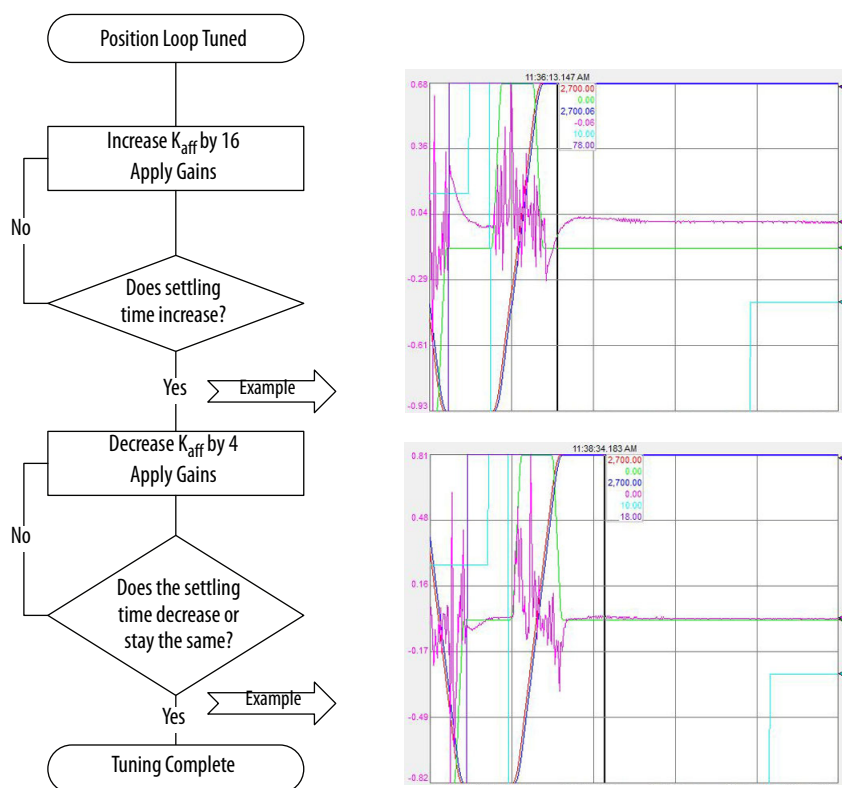 Position Loop Tuned
Increase Kaff by 16
Apply Gains
No
Does settling
time increase?
Yes
Example
Decrease Kaff by 4
Apply Gains
No
Does the settling
time decrease or
stay the same?
Yes
Example
Tuning Complete
11:36:13.147 AM
0.68
0.36
0.04
-0.29
-0.61
-0.93
2,700.00
0.00
2,700.06
-0.06
10.00
78.00
11:38:34.183 AM
0.81
0.48
0.16
-0.17
-0.49
-0.82
2,700.00
0.00
2,700.00
0.00
10.00
18.00